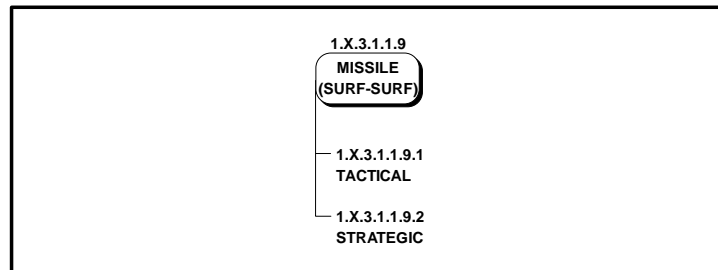 1.X.3.1.1.9
MISSILE
(SURF-SURF)
1.X.3.1.1.9.1
TACTICAL
1.X.3.1.1.9.2
STRATEGIC